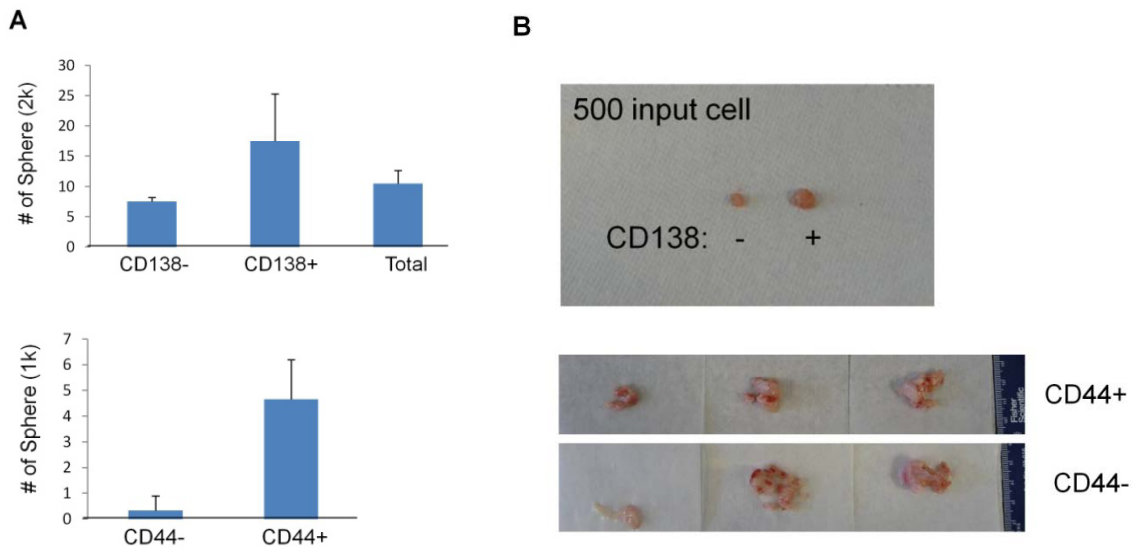 A
# of Sphere (2k)
30
25
20
15
10
5
0
CD138- CD138+ Total
# of Sphere (1k)
7
6
5
4
3
2
1
0
CD44- CD44+
B
500 input cell
CD138: - +
Fisher
Scientific
CD44+
CD44-